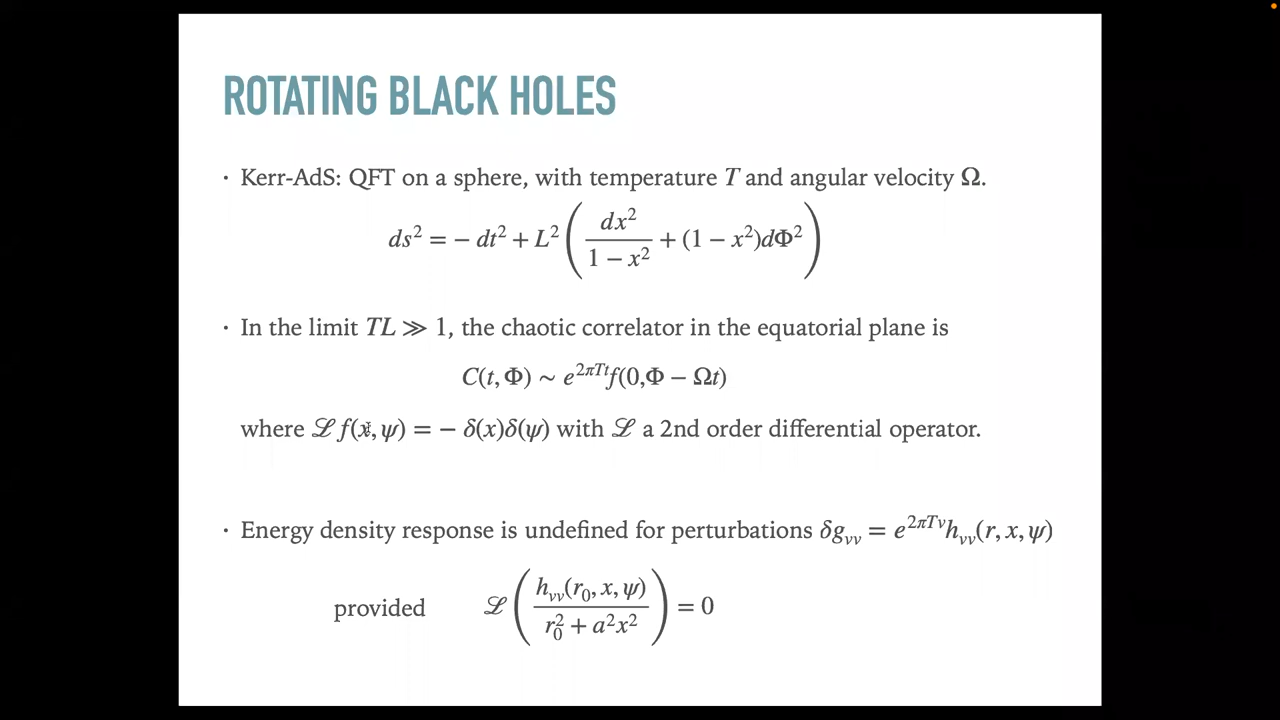 ROTATING BLACK HOLES
· Kerr-AdS: QFT on a sphere, with temperature T and angular velocity Ω.
ds² = − dt² + L² ( dx² / (1 − x²) + (1 − x²)dΦ² )
· In the limit TL ≫ 1, the chaotic correlator in the equatorial plane is
C(t, Φ) ∼ e^{2πTt} f(0,Φ − Ωt)
where ℒ f(x, ψ) = − δ(x)δ(ψ) with ℒ a 2nd order differential operator.
· Energy density response is undefined for perturbations δg_{vv} = e^{2πTv} h_{vv}(r, x, ψ)
provided ℒ ( h_{vv}(r₀, x, ψ) / (r₀² + a²x²) ) = 0